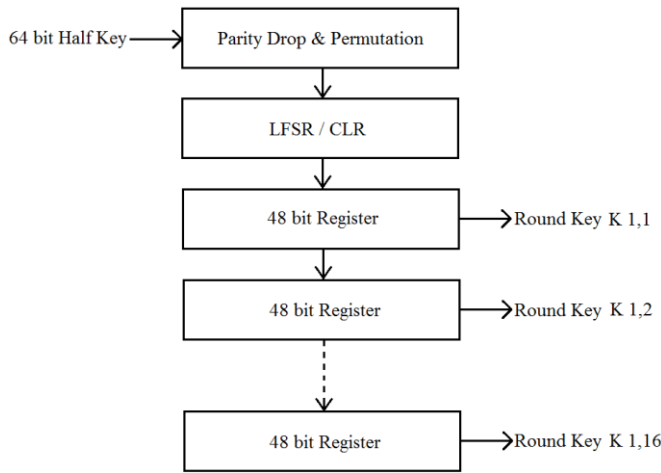 64 bit Half Key
Parity Drop & Permutation
LFSR / CLR
48 bit Register
Round Key K 1,1
48 bit Register
Round Key K 1,2
48 bit Register
Round Key K 1,16